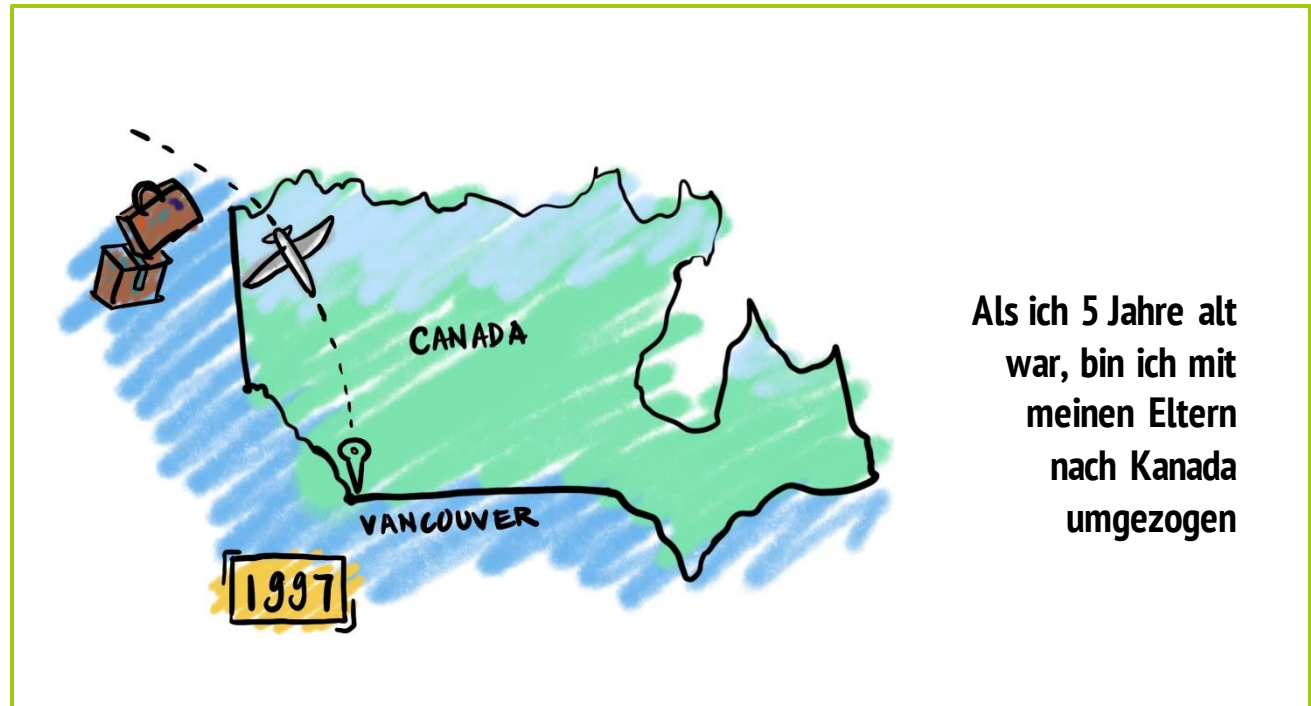 CANADA
VANCOUVER
1997
Als ich 5 Jahre alt
war, bin ich mit
meinen Eltern
nach Kanada
umgezogen